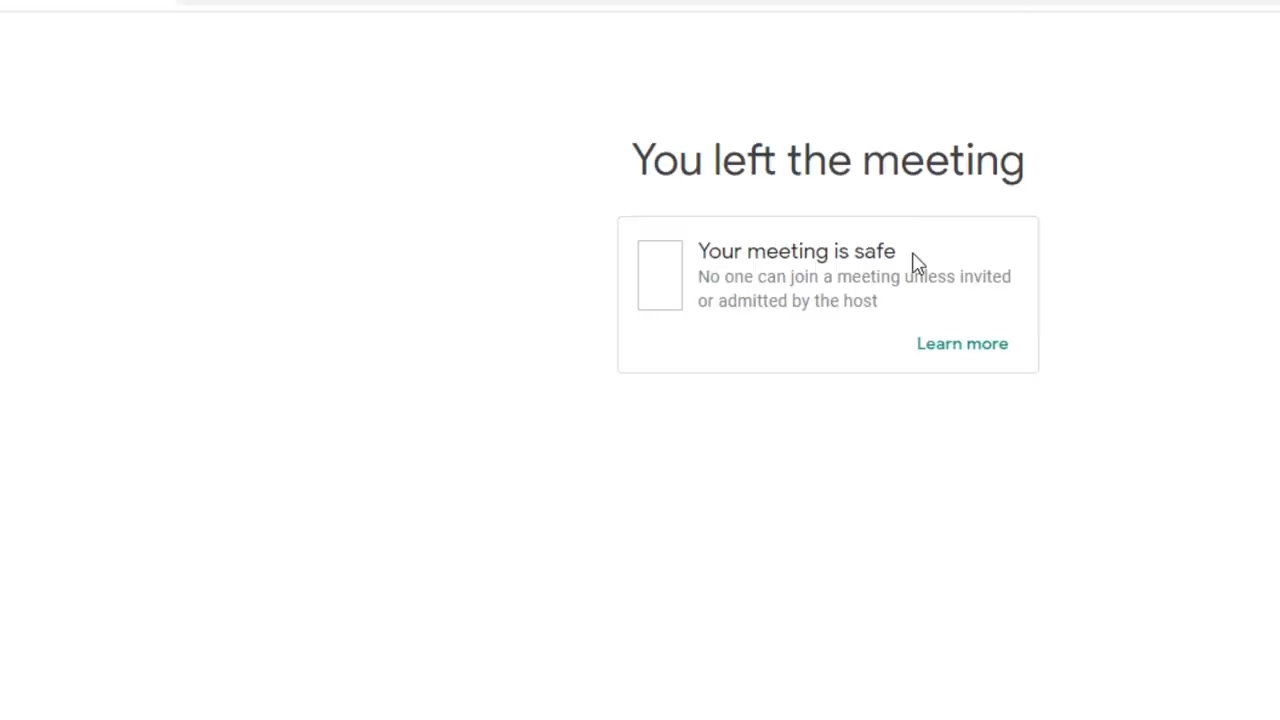 You left the meeting
Your meeting is safe
No one can join a meeting unless invited
or admitted by the host
Learn more